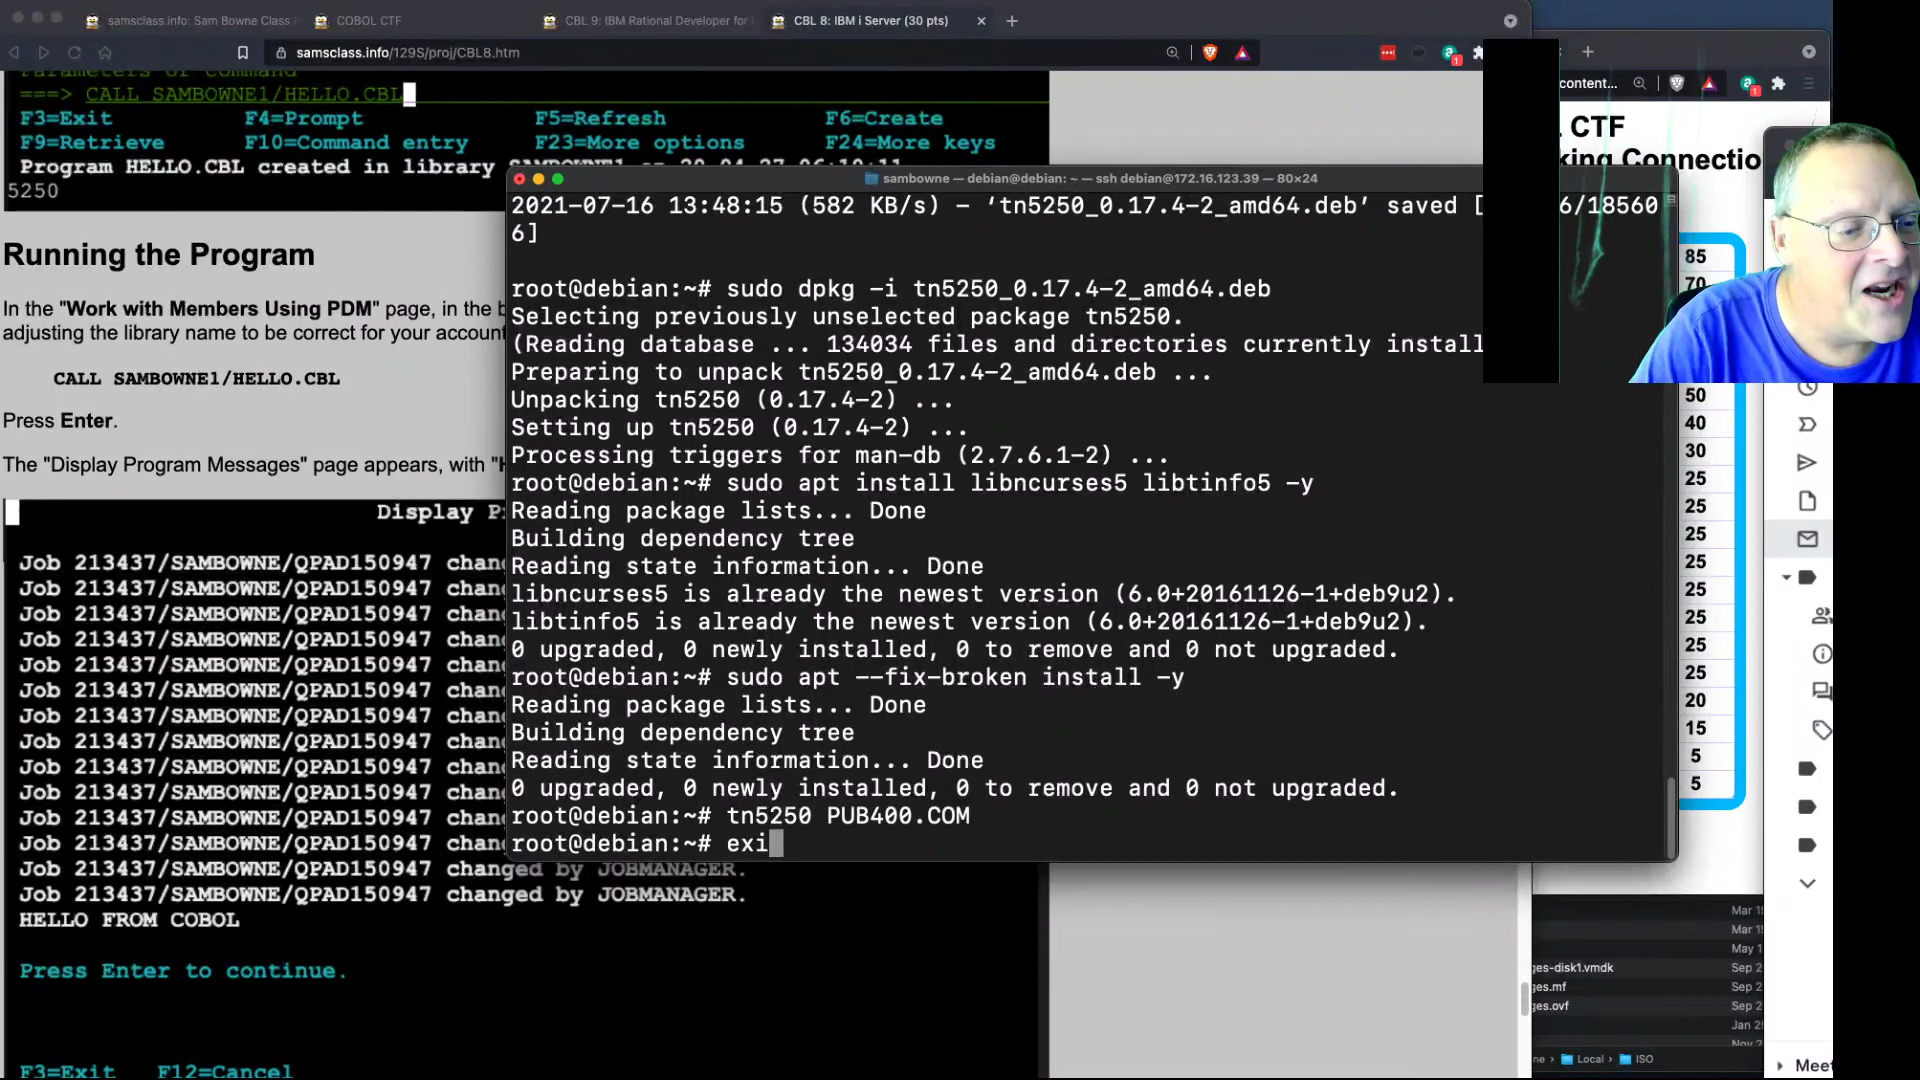 samsclass.info: Sam Bowne Class I
COBOL CTF
CBL 9: IBM Rational Developer for i
CBL 8: IBM i Server (30 pts)
samsclass.info/129S/proj/CBL8.htm
Parameters or Command
===> CALL SAMBOWNE1/HELLO.CBL
F3=Exit F4=Prompt F5=Refresh F6=Create
F9=Retrieve F10=Command entry F23=More options F24=More keys
Program HELLO.CBL created in library
5250
Running the Program
In the "Work with Members Using PDM" page, in the b
adjusting the library name to be correct for your account
CALL SAMBOWNE1/HELLO.CBL
Press Enter.
The "Display Program Messages" page appears, with "H
Display P
Job 213437/SAMBOWNE/QPAD150947 chan
Job 213437/SAMBOWNE/QPAD150947 chan
Job 213437/SAMBOWNE/QPAD150947 chan
Job 213437/SAMBOWNE/QPAD150947 chan
Job 213437/SAMBOWNE/QPAD150947 chan
Job 213437/SAMBOWNE/QPAD150947 chan
Job 213437/SAMBOWNE/QPAD150947 chan
Job 213437/SAMBOWNE/QPAD150947 chan
Job 213437/SAMBOWNE/QPAD150947 chan
Job 213437/SAMBOWNE/QPAD150947 chan
Job 213437/SAMBOWNE/QPAD150947 chan
Job 213437/SAMBOWNE/QPAD150947 chan
Job 213437/SAMBOWNE/QPAD150947 changed by JOBMANAGER.
Job 213437/SAMBOWNE/QPAD150947 changed by JOBMANAGER.
HELLO FROM COBOL
Press Enter to continue.
F3=Exit F12=Cancel
sambowne — debian@debian: ~ — ssh debian@172.16.123.39 — 80×24
2021-07-16 13:48:15 (582 KB/s) - ‘tn5250_0.17.4-2_amd64.deb’ saved [
6/18560
6]
root@debian:~# sudo dpkg -i tn5250_0.17.4-2_amd64.deb
Selecting previously unselected package tn5250.
(Reading database ... 134034 files and directories currently install
Preparing to unpack tn5250_0.17.4-2_amd64.deb ...
Unpacking tn5250 (0.17.4-2) ...
Setting up tn5250 (0.17.4-2) ...
Processing triggers for man-db (2.7.6.1-2) ...
root@debian:~# sudo apt install libncurses5 libtinfo5 -y
Reading package lists... Done
Building dependency tree
Reading state information... Done
libncurses5 is already the newest version (6.0+20161126-1+deb9u2).
libtinfo5 is already the newest version (6.0+20161126-1+deb9u2).
0 upgraded, 0 newly installed, 0 to remove and 0 not upgraded.
root@debian:~# sudo apt --fix-broken install -y
Reading package lists... Done
Building dependency tree
Reading state information... Done
0 upgraded, 0 newly installed, 0 to remove and 0 not upgraded.
root@debian:~# tn5250 PUB400.COM
root@debian:~# exi
content...
CTF
king Connectio
85
70
50
40
30
25
25
25
25
25
25
25
25
20
15
5
5
Mar 1
Mar 1
May 1
ges-disk1.vmdk Sep 2
ges.mf Sep 2
ges.ovf Sep 2
Jan 2
Nov 2
ne › Local › ISO
Meet